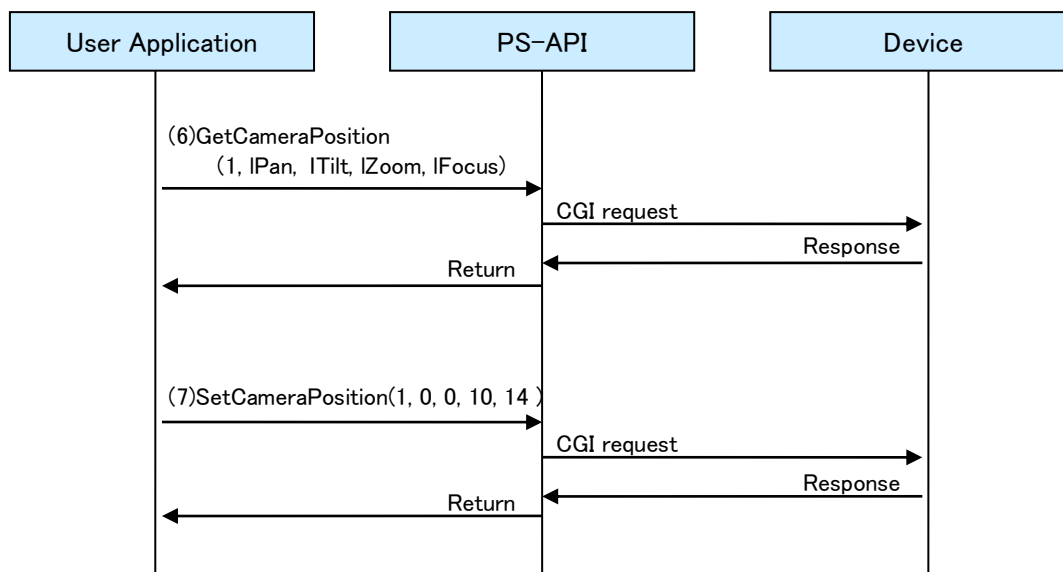 User Application
PS-API
Device
(6)GetCameraPosition
(1, lPan, lTilt, lZoom, lFocus)
CGI request
Response
Return
(7)SetCameraPosition(1, 0, 0, 10, 14 )
CGI request
Response
Return